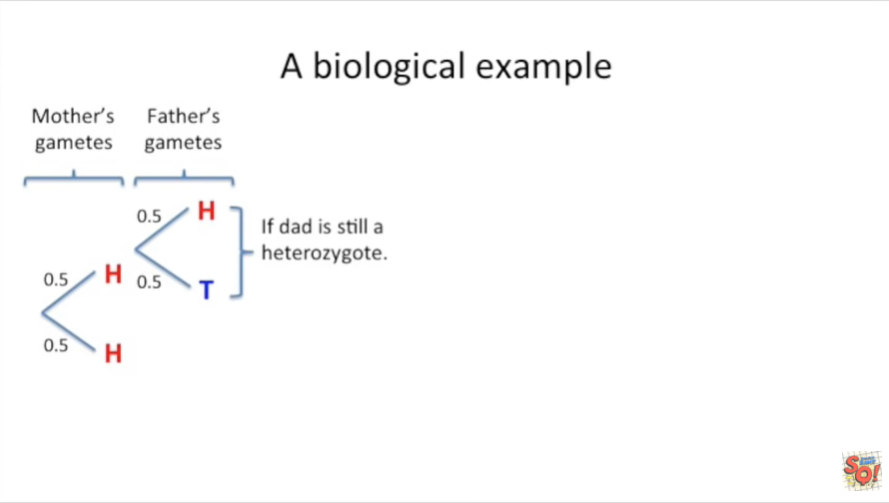 A biological example
Mother's
gametes
Father's
gametes
0.5
H
0.5
T
If dad is still a
heterozygote.
0.5
H
0.5
H
SO!